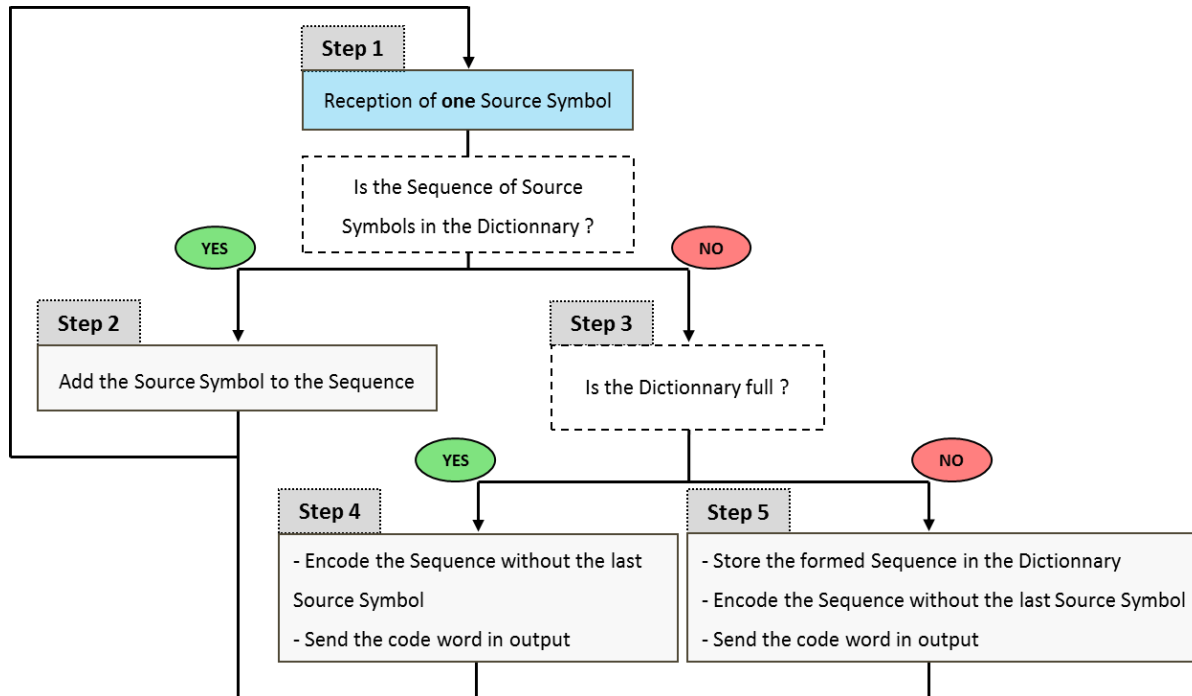 Step 1
Reception of one Source Symbol
Is the Sequence of Source
Symbols in the Dictionnary ?
YES
NO
Step 2
Add the Source Symbol to the Sequence
Step 3
Is the Dictionnary full ?
YES
NO
Step 4
- Encode the Sequence without the last
Source Symbol
- Send the code word in output
Step 5
- Store the formed Sequence in the Dictionnary
- Encode the Sequence without the last Source Symbol
- Send the code word in output